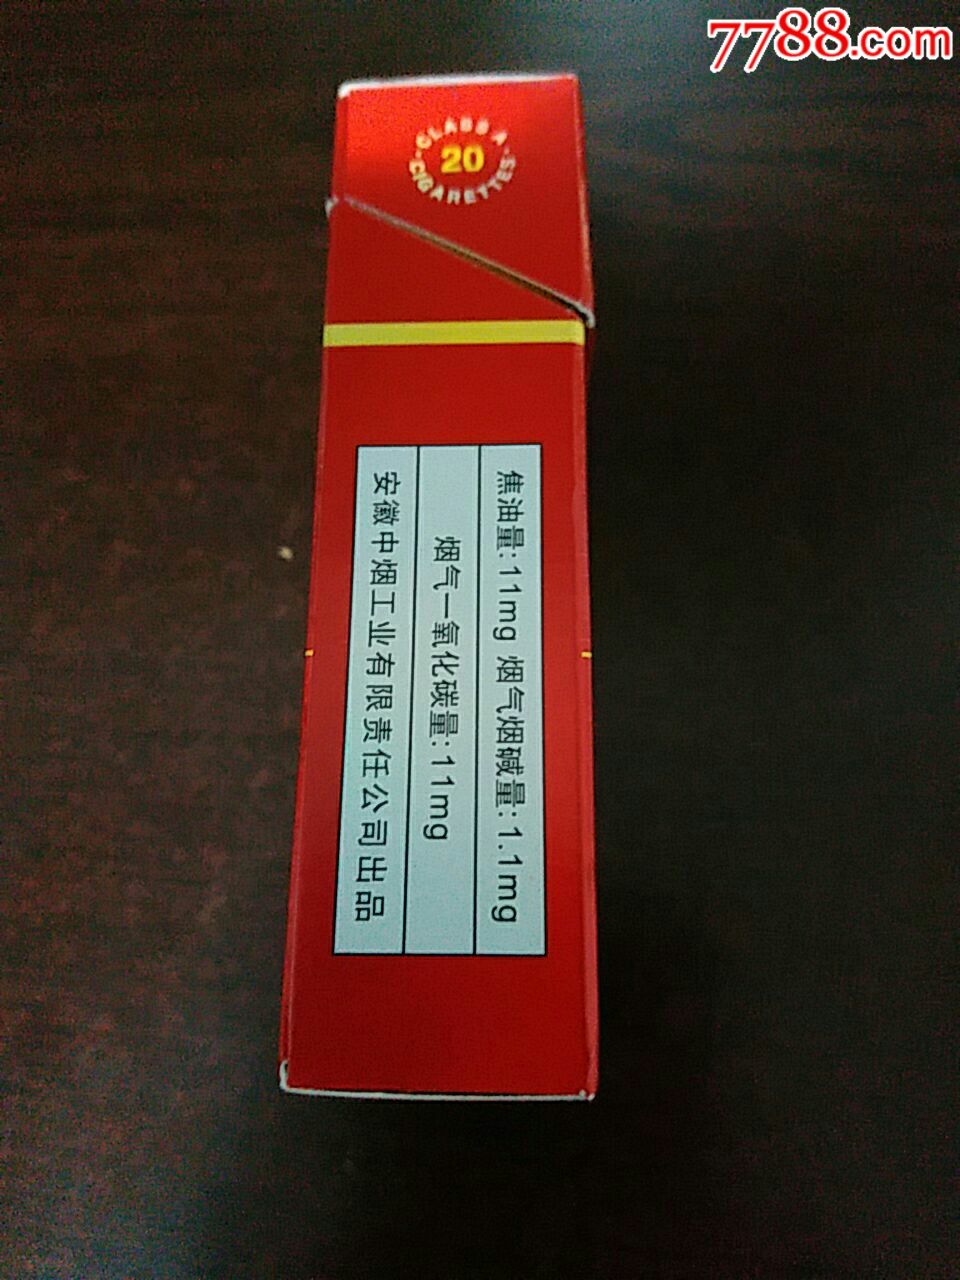 7788.com
CLASS A
20
CIGARETTES
焦油量:11mg 烟气烟碱量:1.1mg
烟气一氧化碳量:11mg
安徽中烟工业有限责任公司出品